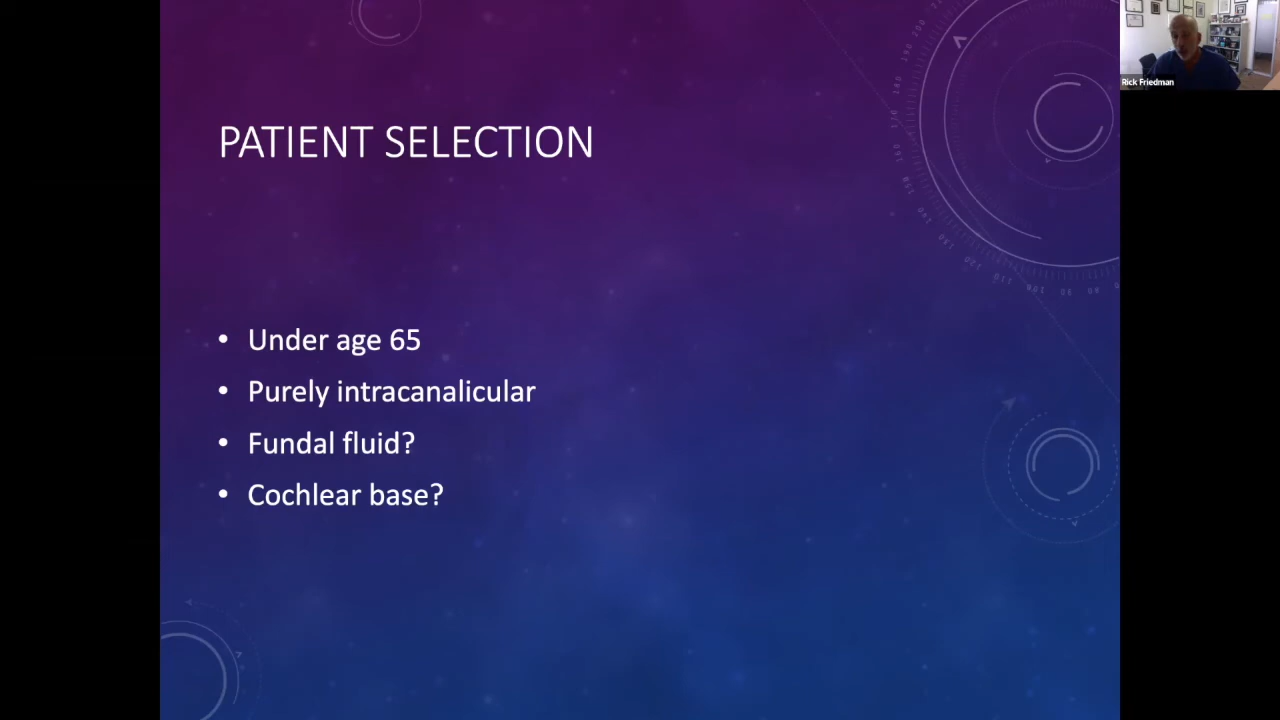 PATIENT SELECTION
• Under age 65
• Purely intracanalicular
• Fundal fluid?
• Cochlear base?
Rick Friedman